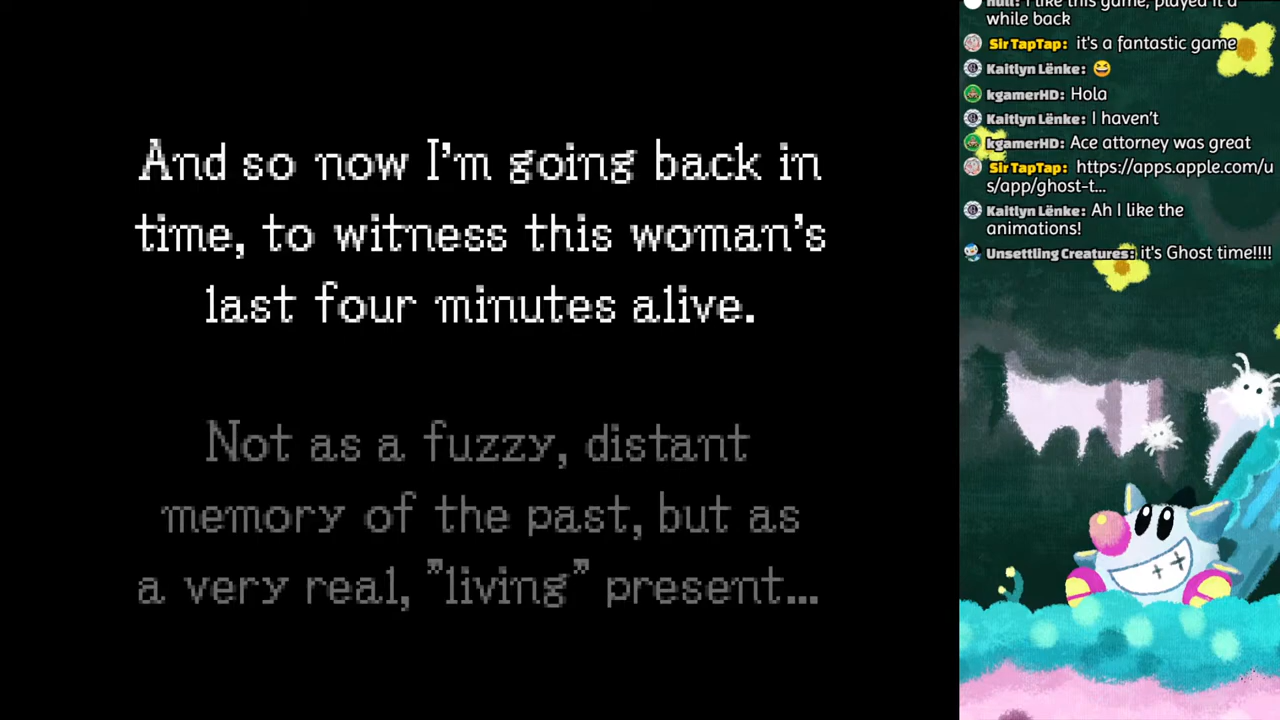 And so now I'm going back in
time, to witness this woman's
last four minutes alive.
Not as a fuzzy, distant
memory of the past, but as
a very real, "living" present...
null: I like this game, played it a
while back
SirTapTap: it's a fantastic game
Kaitlyn Lënke: 😆
kgamerHD: Hola
Kaitlyn Lënke: I haven't
kgamerHD: Ace attorney was great
SirTapTap: https://apps.apple.com/u
s/app/ghost-t...
Kaitlyn Lënke: Ah I like the
animations!
Unsettling Creatures: it's Ghost time!!!!